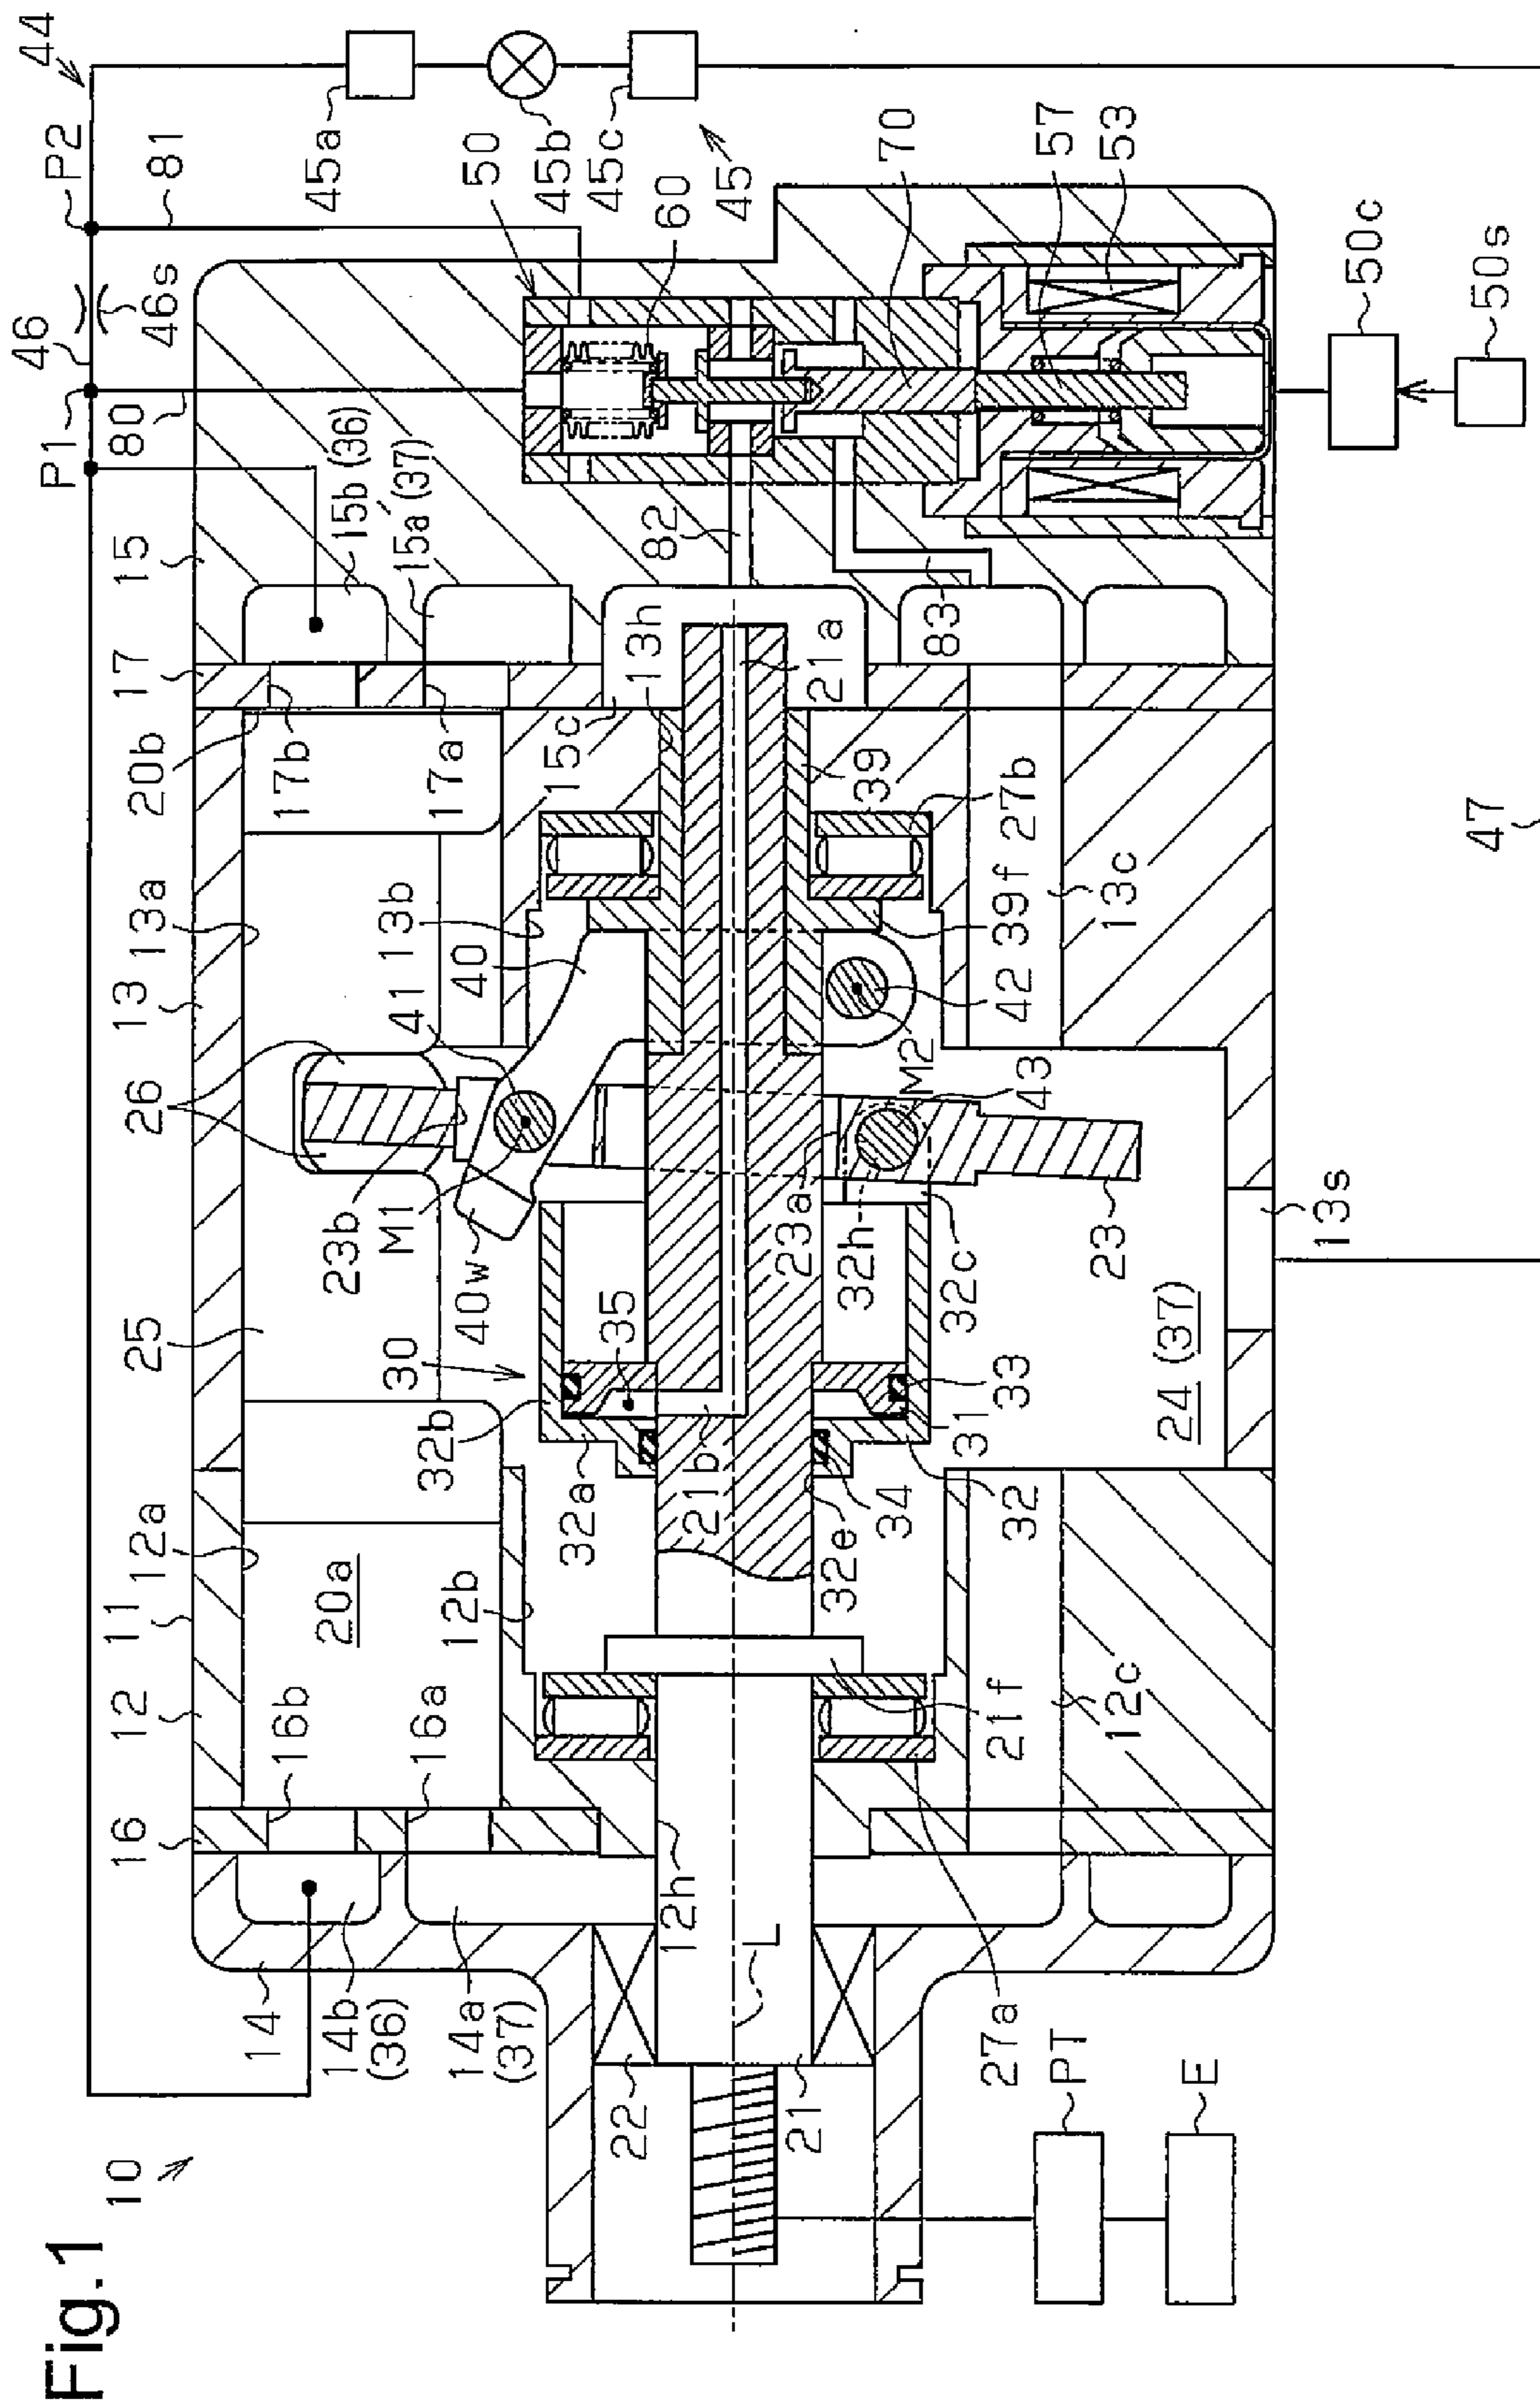 Fig.1
10
44
P1
80
46
46s
P2
81
45a
45b
45c
45
50
60
70
57
53
50c
50s
47
14
14b
(36)
14a
(37)
16
16b
16a
12
11
12a
20a
12b
25
30
32b
32a
21b
35
23b
M1
40w
26
41
40
13
13a
13b
20b
17b
17a
17
15
15b (36)
15a (37)
15c
13h
82
83
21a
39
27b
39f
42
13c
M2
43
23a
32h
32c
23
13s
24 (37)
33
31
34
32
32e
21f
12c
12h
L
27a
22
21
PT
E